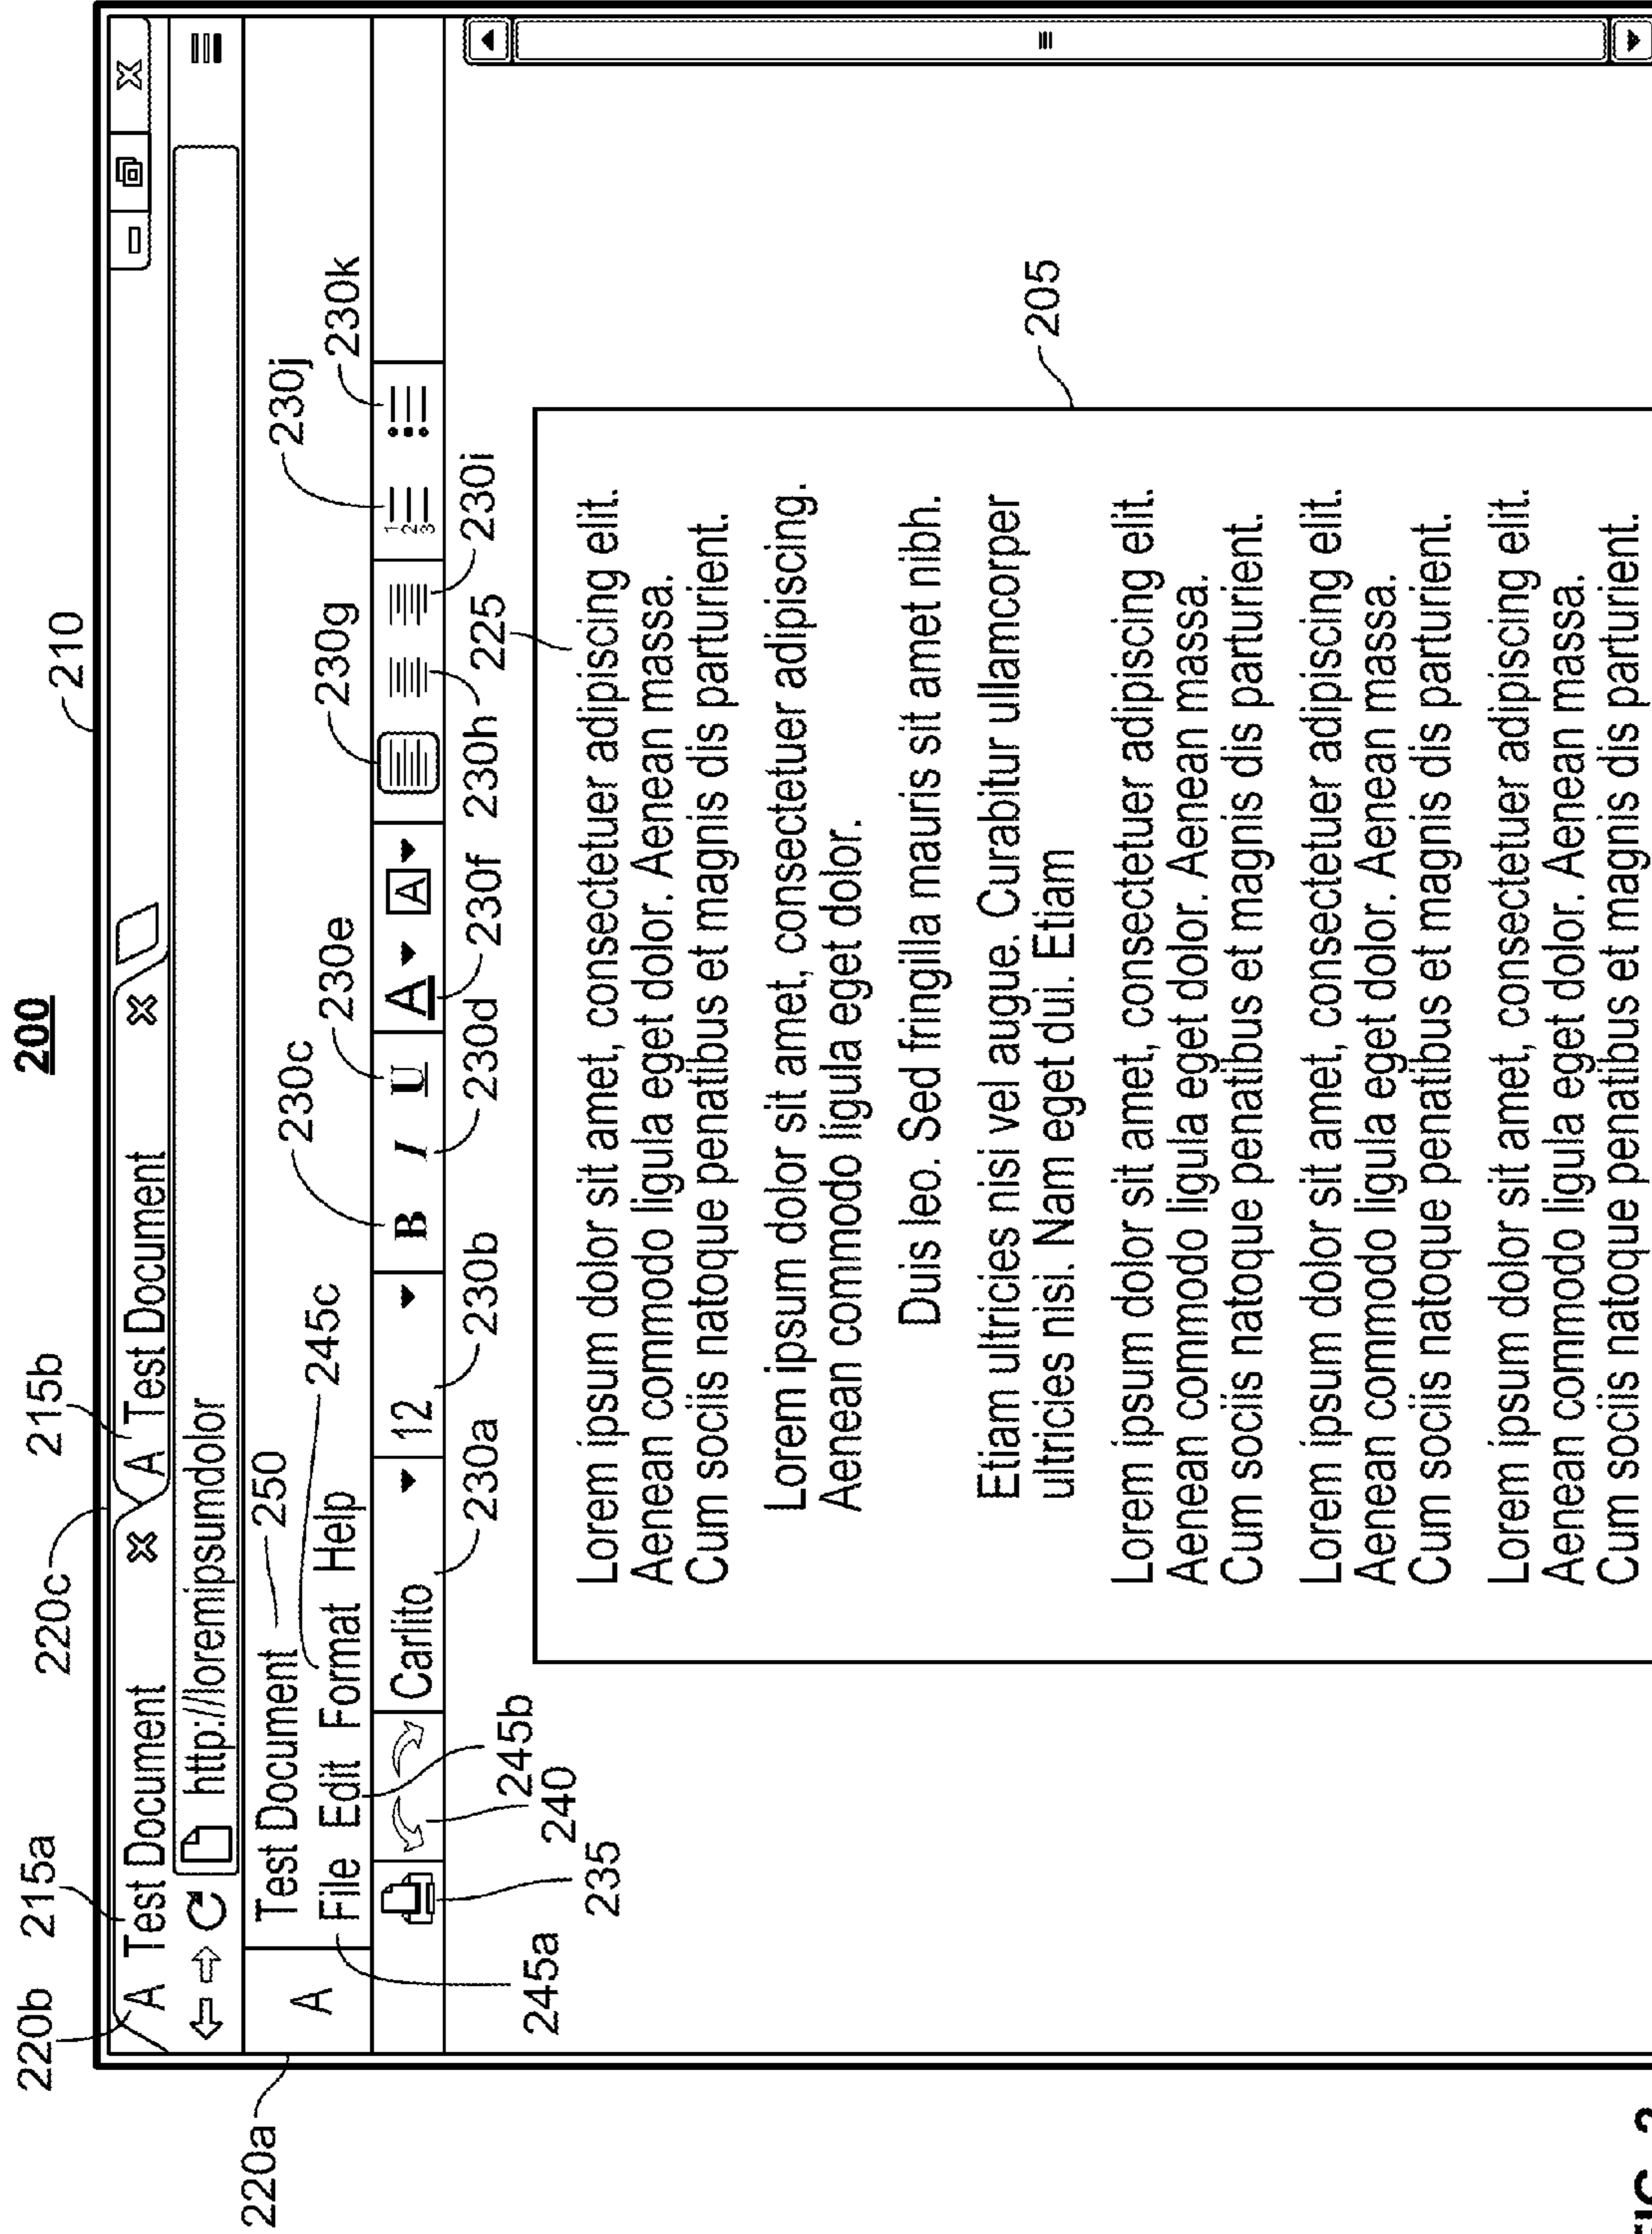 200
210
220b 215a 220c 215b
A Test Document A Test Document X
http://loremipsumdolor
220a
A
Test Document 250
File Edit Format Help
245c 230c 230e 230g 230j 230k
Carlito 12 B I U A A 1 2 3
245a 235 240 245b 230a 230b 230d 230f 230h 225 230i
205
Lorem ipsum dolor sit amet, consectetuer adipiscing elit.
Aenean commodo ligula eget dolor. Aenean massa.
Cum sociis natoque penatibus et magnis dis parturient.
Lorem ipsum dolor sit amet, consectetuer adipiscing.
Aenean commodo ligula eget dolor.
Duis leo. Sed fringilla mauris sit amet nibh.
Etiam ultricies nisi vel augue. Curabitur ullamcorper
ultricies nisi. Nam eget dui. Etiam
Lorem ipsum dolor sit amet, consectetuer adipiscing elit.
Aenean commodo ligula eget dolor. Aenean massa.
Cum sociis natoque penatibus et magnis dis parturient.
Lorem ipsum dolor sit amet, consectetuer adipiscing elit.
Aenean commodo ligula eget dolor. Aenean massa.
Cum sociis natoque penatibus et magnis dis parturient.
Lorem ipsum dolor sit amet, consectetuer adipiscing elit.
Aenean commodo ligula eget dolor. Aenean massa.
Cum sociis natoque penatibus et magnis dis parturient.